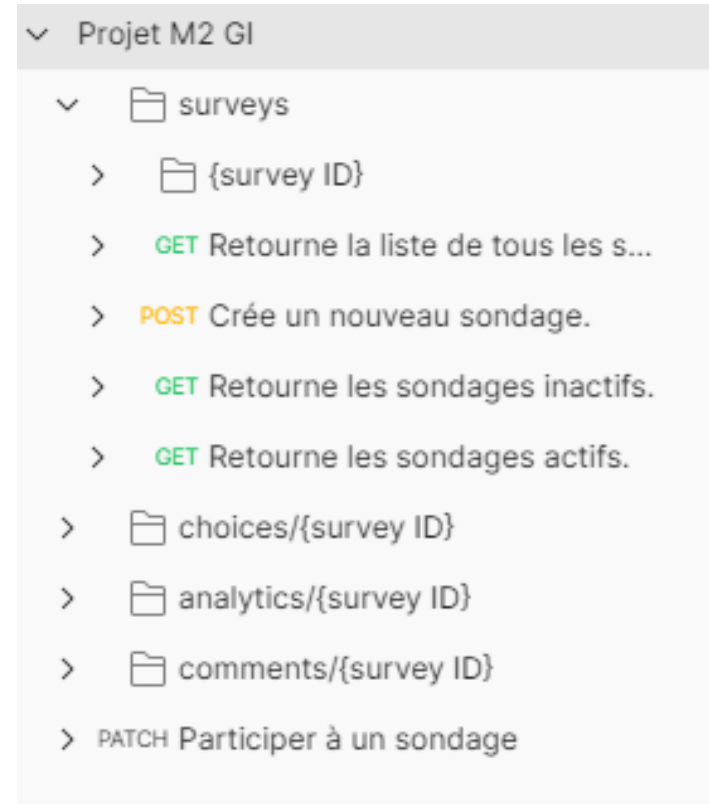 Projet M2 GI
surveys
{survey ID}
GET Retourne la liste de tous les s...
POST Crée un nouveau sondage.
GET Retourne les sondages inactifs.
GET Retourne les sondages actifs.
choices/{survey ID}
analytics/{survey ID}
comments/{survey ID}
PATCH Participer à un sondage